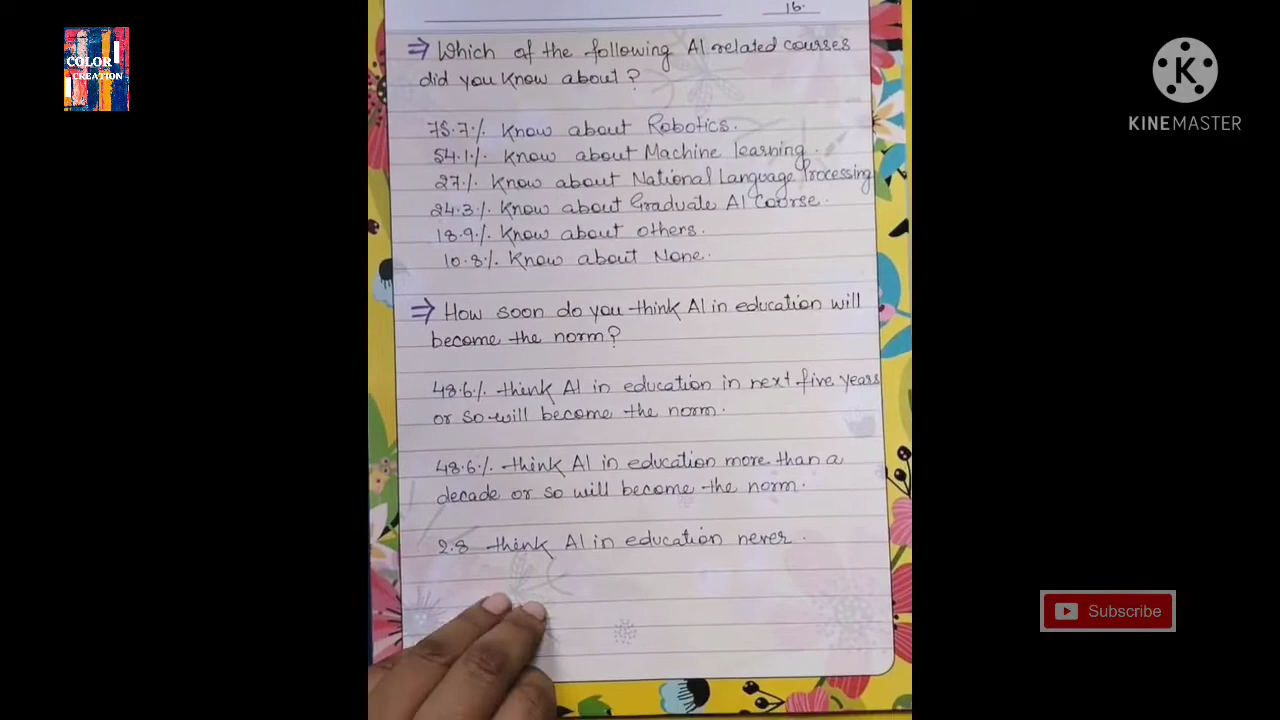 16.
⇒ Which of the following AI related courses
did you know about?
75.7% know about Robotics.
54.1% know about Machine learning.
27% know about National Language Processing
24.3% know about Graduate AI Course.
18.9% know about others.
10.8% know about None.
⇒ How soon do you think AI in education will
become the norm?
48.6% think AI in education in next five years
or so will become the norm.
48.6% think AI in education more than a
decade or so will become the norm.
2.8 think AI in education never.
COLOR
CREATION
K
KINEMASTER
Subscribe